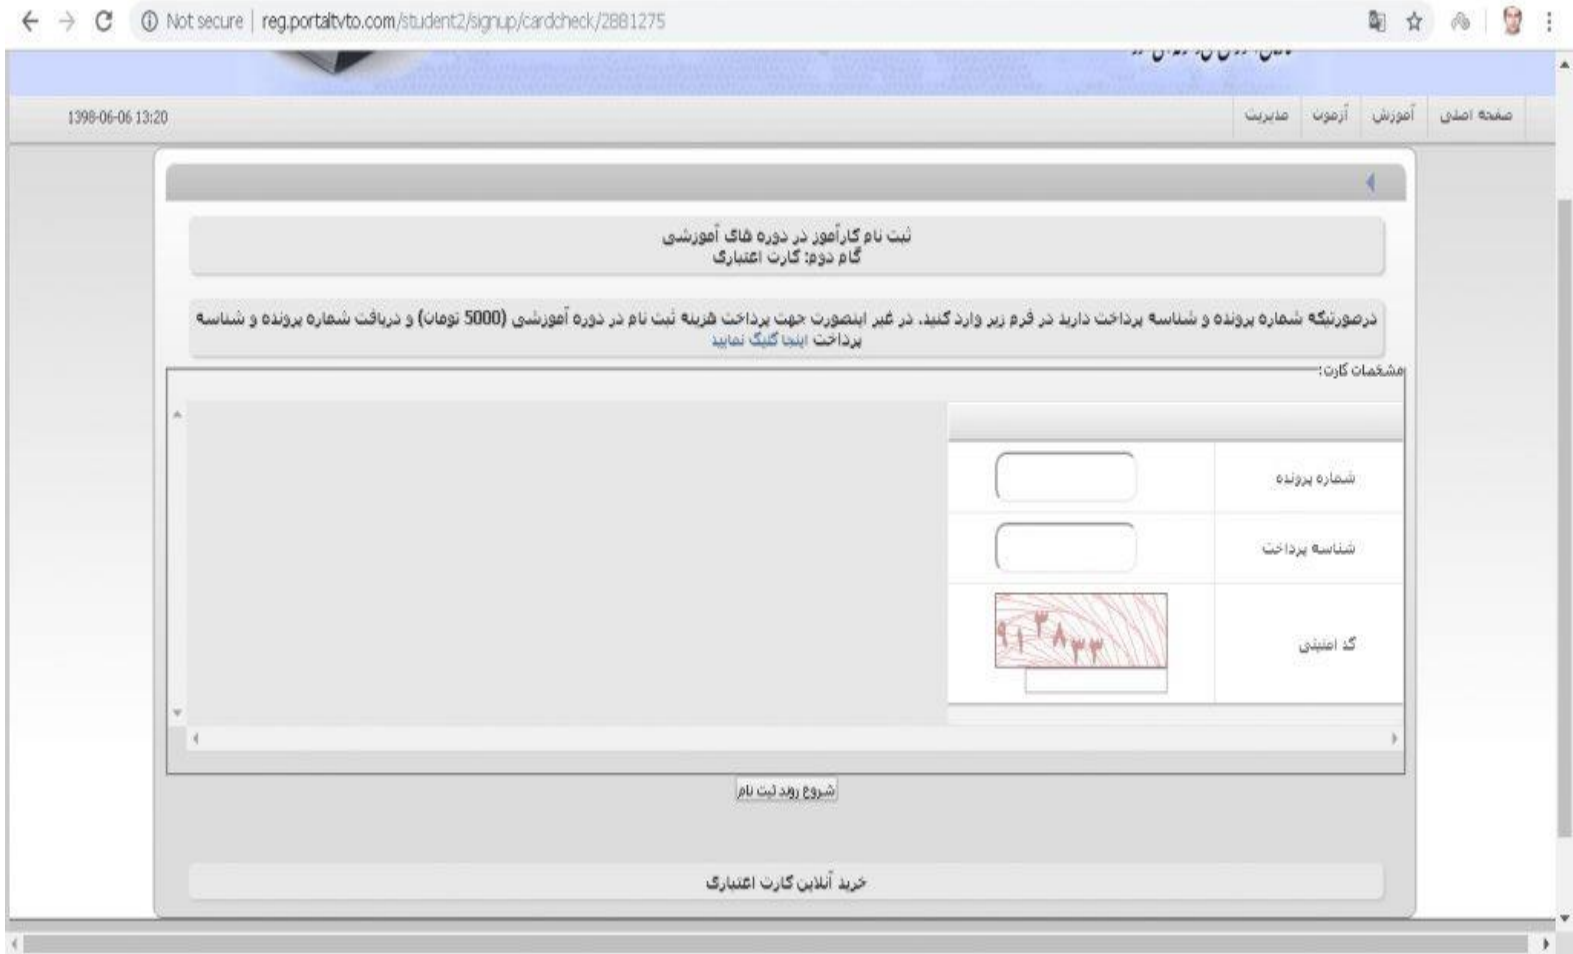 Not secure | reg.portaltvto.com/student2/signup/cardcheck/2881275
صفحه اصلی آموزش آزمون مدیریت
1398-06-06 13:20
ثبت نام کارآموز در دوره های آموزشی
گام دوم: کارت اعتباری
درصورتیکه شماره پرونده و شناسه پرداخت دارید در فرم زیر وارد کنید، در غیر اینصورت جهت پرداخت هزینه ثبت نام در دوره آموزشی (5000 تومان) و دریافت شماره پرونده و شناسه
پرداخت اینجا کلیک نمایید
مشخصات کارت:
شماره پرونده
شناسه پرداخت
کد امنیتی
۹۱۳۸۳۳
شروع روند ثبت نام
خرید آنلاین کارت اعتباری